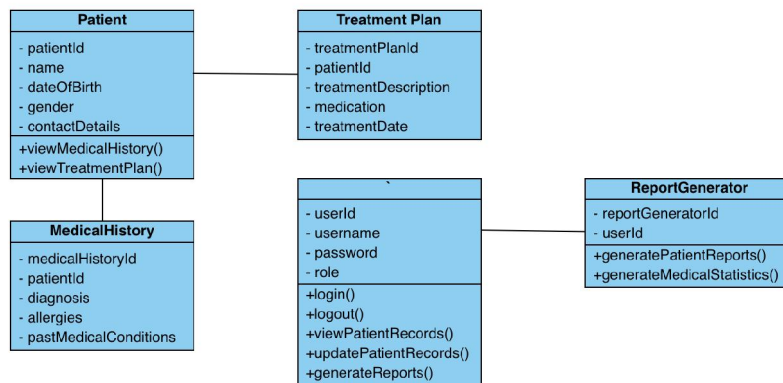 Patient
- patientId
- name
- dateOfBirth
- gender
- contactDetails
+viewMedicalHistory()
+viewTreatmentPlan()
Treatment Plan
- treatmentPlanId
- patientId
- treatmentDescription
- medication
- treatmentDate
MedicalHistory
- medicalHistoryId
- patientId
- diagnosis
- allergies
- pastMedicalConditions
`
- userId
- username
- password
- role
+login()
+logout()
+viewPatientRecords()
+updatePatientRecords()
+generateReports()
ReportGenerator
- reportGeneratorId
- userId
+generatePatientReports()
+generateMedicalStatistics()